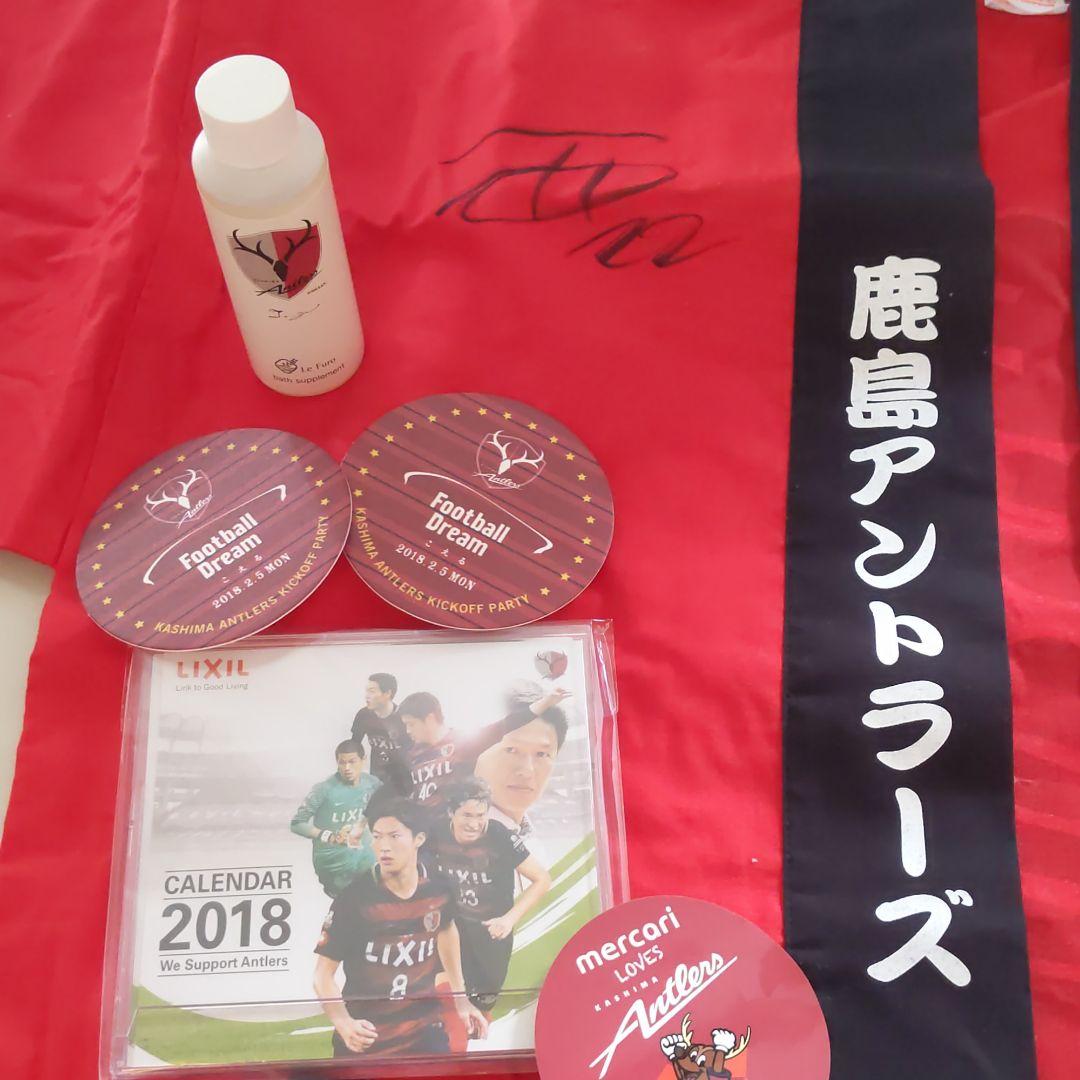 Antlers
Le Furo
bath supplement
Antlers
Football
Dream
こえる
2018.2.5 MON
KASHIMA ANTLERS KICKOFF PARTY
Antlers
Football
Dream
こえる
2018.2.5 MON
KASHIMA ANTLERS KICKOFF PARTY
LIXIL
Link to Good Living
LIXIL
40
LIXIL
LIXIL
33
LIXIL
8
CALENDAR
2018
We Support Antlers
mercari
LOVES
KASHIMA
Antlers
鹿島アントラーズ